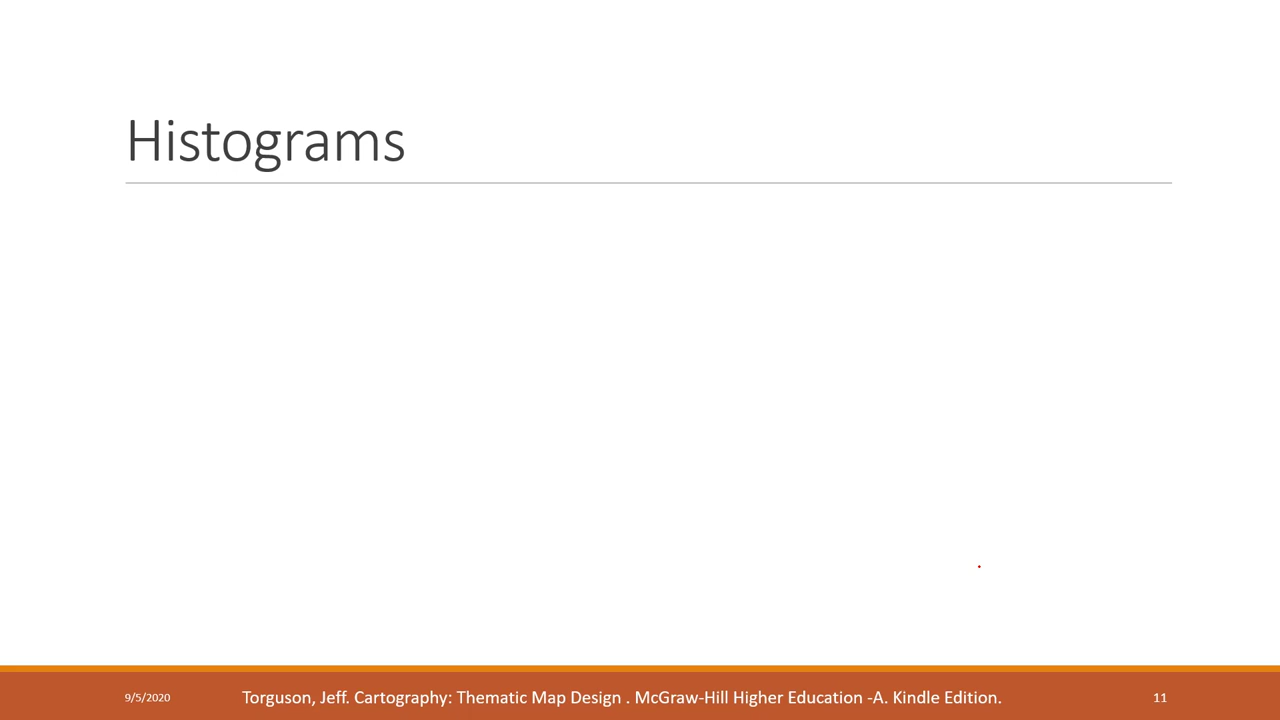 Histograms
9/5/2020
Torguson, Jeff. Cartography: Thematic Map Design . McGraw-Hill Higher Education -A. Kindle Edition.
11